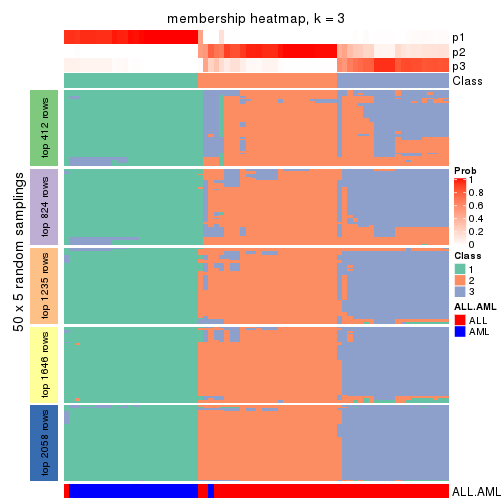 membership heatmap, k = 3
p1
p2
p3
Class
50 x 5 random samplings
top 412 rows
top 824 rows
top 1235 rows
top 1646 rows
top 2058 rows
Prob
1
0.8
0.6
0.4
0.2
0
Class
1
2
3
ALL.AML
ALL
AML
ALL.AML